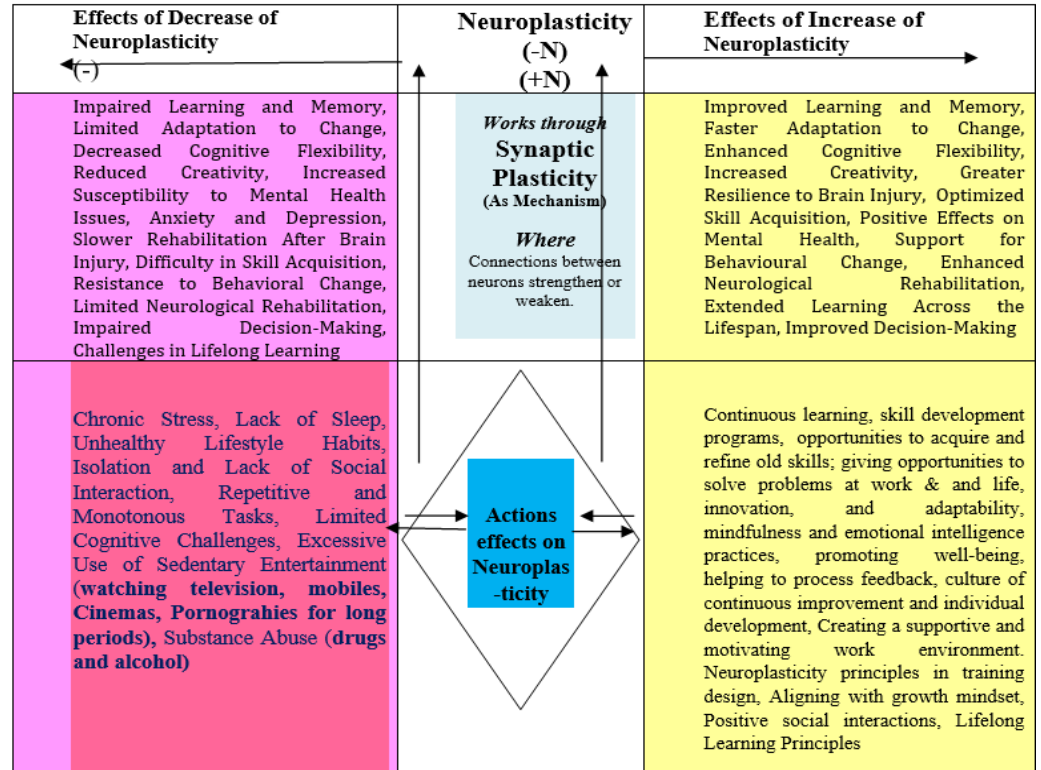 Effects of Decrease of
Neuroplasticity
(-)
Neuroplasticity
(-N)
(+N)
Effects of Increase of
Neuroplasticity
Impaired Learning and Memory,
Limited Adaptation to Change,
Decreased Cognitive Flexibility,
Reduced Creativity, Increased
Susceptibility to Mental Health
Issues, Anxiety and Depression,
Slower Rehabilitation After Brain
Injury, Difficulty in Skill Acquisition,
Resistance to Behavioral Change,
Limited Neurological Rehabilitation,
Impaired Decision-Making,
Challenges in Lifelong Learning
Works through
Synaptic
Plasticity
(As Mechanism)
Where
Connections between
neurons strengthen or
weaken.
Improved Learning and Memory,
Faster Adaptation to Change,
Enhanced Cognitive Flexibility,
Increased Creativity, Greater
Resilience to Brain Injury, Optimized
Skill Acquisition, Positive Effects on
Mental Health, Support for
Behavioural Change, Enhanced
Neurological Rehabilitation,
Extended Learning Across the
Lifespan, Improved Decision-Making
Chronic Stress, Lack of Sleep,
Unhealthy Lifestyle Habits,
Isolation and Lack of Social
Interaction, Repetitive and
Monotonous Tasks, Limited
Cognitive Challenges, Excessive
Use of Sedentary Entertainment
(watching television, mobiles,
Cinemas, Pornograhies for long
periods), Substance Abuse (drugs
and alcohol)
Actions
effects on
Neuroplas
-ticity
Continuous learning, skill development
programs, opportunities to acquire and
refine old skills; giving opportunities to
solve problems at work & and life,
innovation, and adaptability,
mindfulness and emotional intelligence
practices, promoting well-being,
helping to process feedback, culture of
continuous improvement and individual
development, Creating a supportive and
motivating work environment.
Neuroplasticity principles in training
design, Aligning with growth mindset,
Positive social interactions, Lifelong
Learning Principles